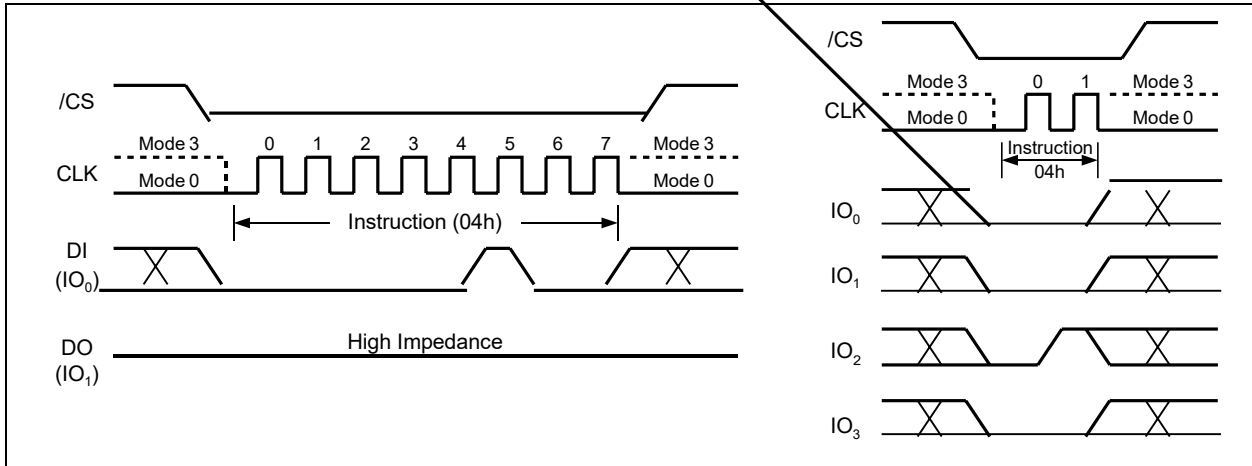 /CS
Mode 3
0 1 2 3 4 5 6 7
Mode 3
CLK
Mode 0
Mode 0
Instruction (04h)
DI
(IO0)
DO
(IO1)
High Impedance
/CS
Mode 3
0 1
Mode 3
CLK
Mode 0
Mode 0
Instruction
04h
IO0
IO1
IO2
IO3